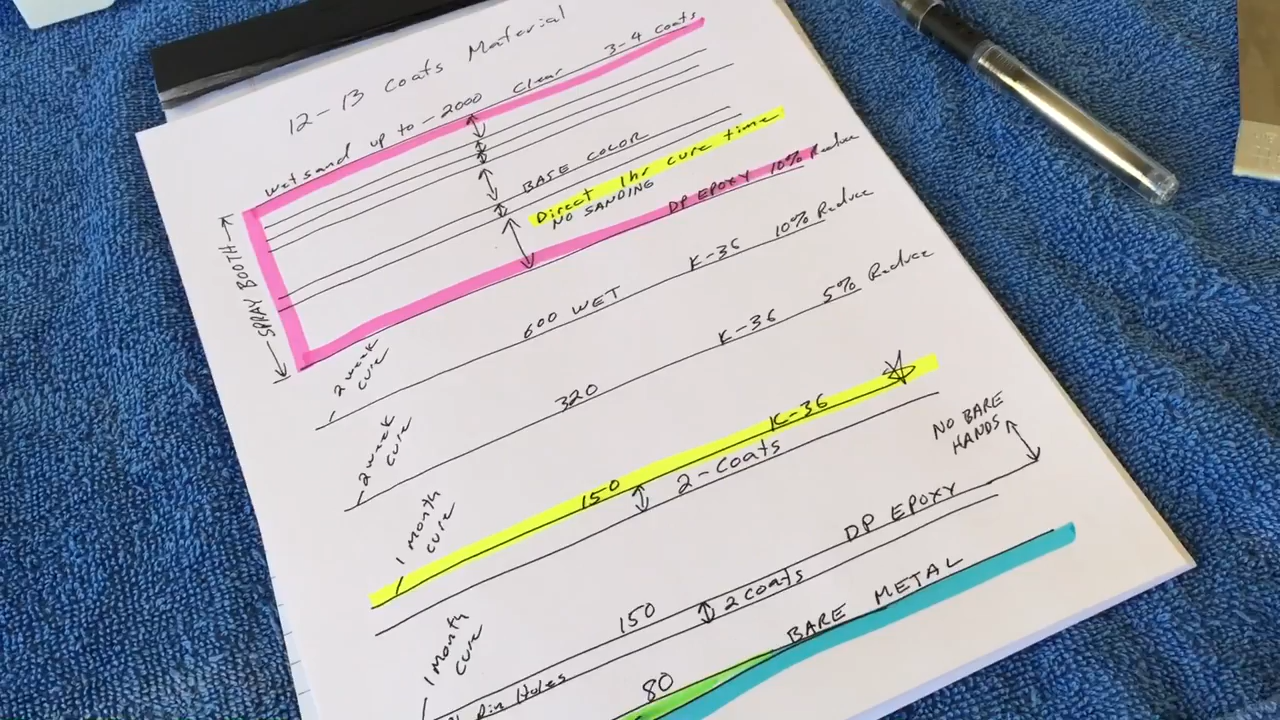 12-13 Coats Material
wetsand up to -2000 Clear 3-4 coats
BASE COLOR
Direct 1hr cure time
NO SANDING
DP EPOXY 10% Reduce
SPRAY BOOTH
2 week cure
600 WET K-36 10% Reduce
2 week cure
320 K-36 5% Reduce
1 month cure
150 K-36
2-coats
NO BARE
HANDS
1 month cure
150 DP EPOXY
2 coats
Pin Holes
80 BARE METAL